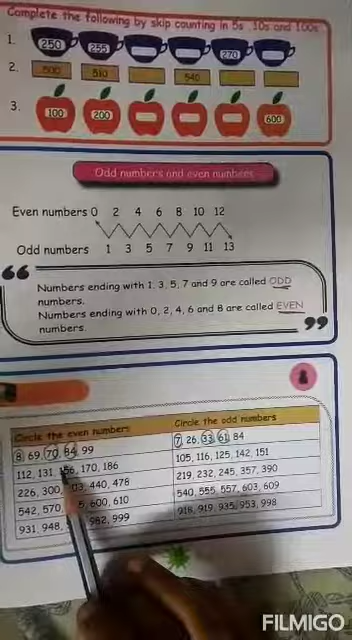 Complete the following by skip counting in 5s ,10s and 100s
1. 250 255 270
2. 500 510 540
3. 100 200 600
Odd numbers and even numbers
Even numbers 0 2 4 6 8 10 12
Odd numbers 1 3 5 7 9 11 13
Numbers ending with 1, 3, 5, 7 and 9 are called ODD
numbers.
Numbers ending with 0, 2, 4, 6 and 8 are called EVEN
numbers.
Circle the even numbers
8, 69, 70, 84, 99
112, 131, 156, 170, 186
226, 300, 440, 478
542, 570, 600, 610
931, 948, 982, 999
Circle the odd numbers
7, 26, 33, 61, 84
105, 116, 125, 142, 151
219, 232, 245, 357, 390
540, 555, 557, 603, 609
918, 919, 935, 953, 998
FILMIGO